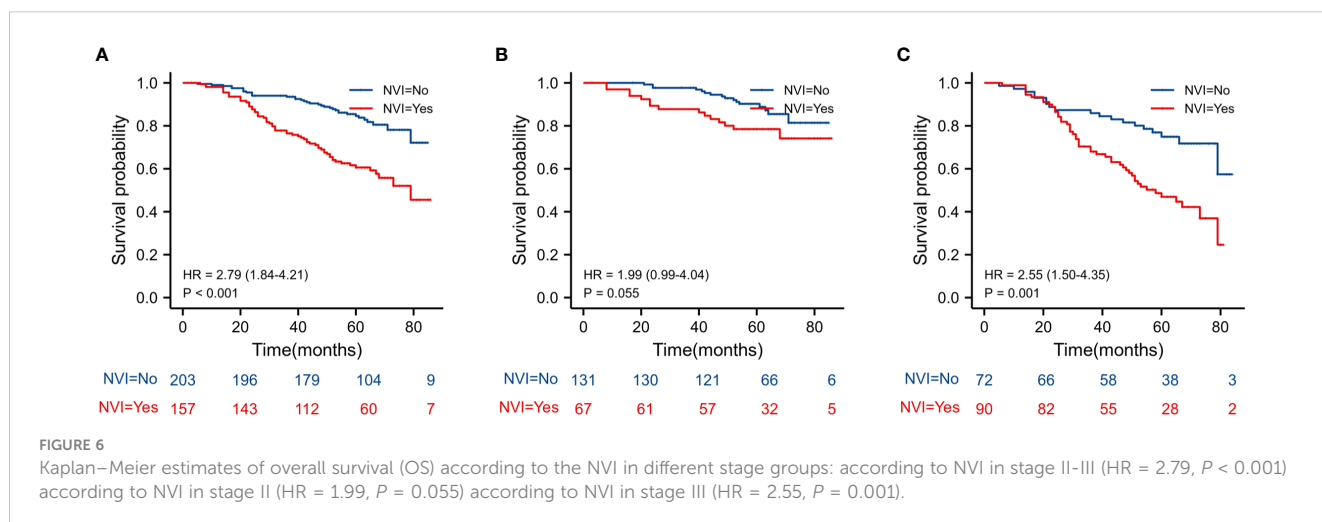 A
Survival probability
1.0
0.8
0.6
0.4
0.2
0.0
NVI=No
NVI=Yes
HR = 2.79 (1.84-4.21)
P < 0.001
0 20 40 60 80
Time(months)
NVI=No 203 196 179 104 9
NVI=Yes 157 143 112 60 7
B
Survival probability
1.0
0.8
0.6
0.4
0.2
0.0
NVI=No
NVI=Yes
HR = 1.99 (0.99-4.04)
P = 0.055
0 20 40 60 80
Time(months)
NVI=No 131 130 121 66 6
NVI=Yes 67 61 57 32 5
C
Survival probability
1.0
0.8
0.6
0.4
0.2
0.0
NVI=No
NVI=Yes
HR = 2.55 (1.50-4.35)
P = 0.001
0 20 40 60 80
Time(months)
NVI=No 72 66 58 38 3
NVI=Yes 90 82 55 28 2
FIGURE 6
Kaplan–Meier estimates of overall survival (OS) according to the NVI in different stage groups: according to NVI in stage II-III (HR = 2.79, P < 0.001)
according to NVI in stage II (HR = 1.99, P = 0.055) according to NVI in stage III (HR = 2.55, P = 0.001).